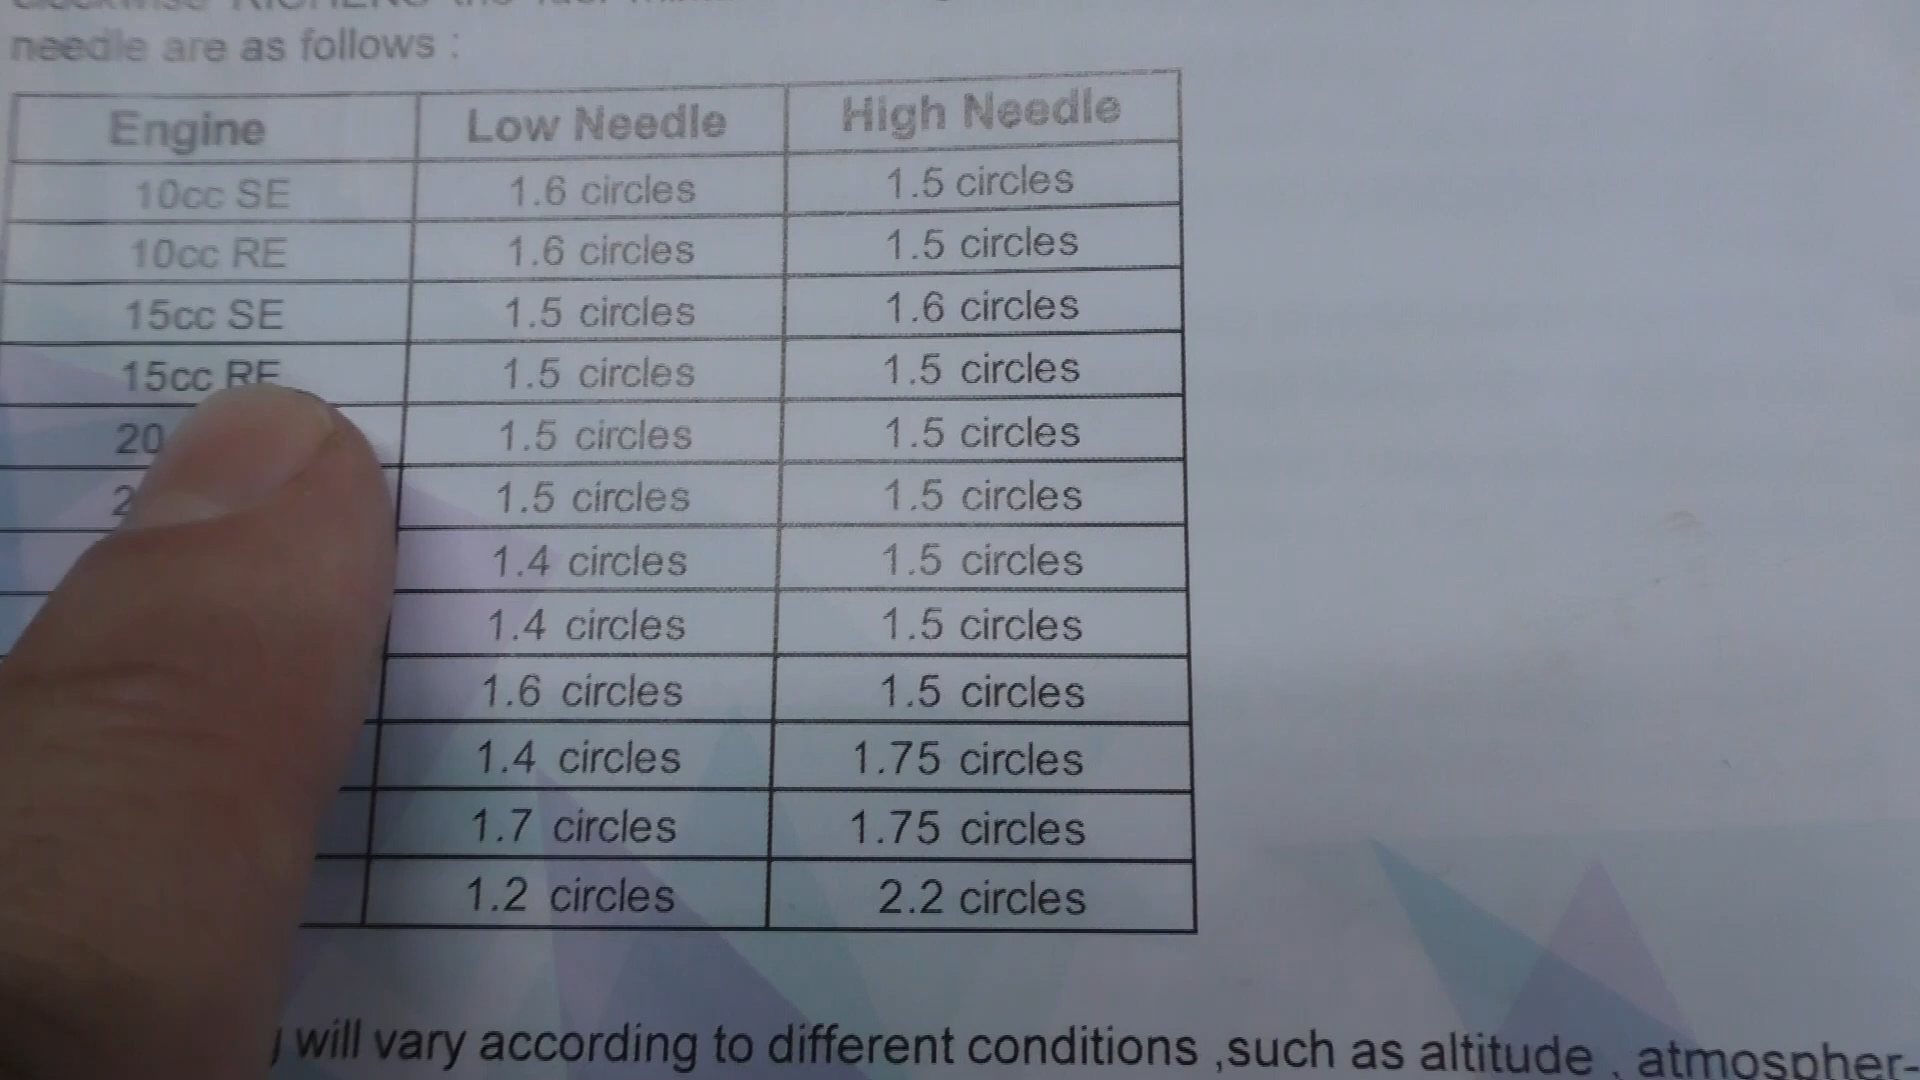 needle are as follows :
Engine Low Needle High Needle
10cc SE 1.6 circles 1.5 circles
10cc RE 1.6 circles 1.5 circles
15cc SE 1.5 circles 1.6 circles
15cc RE 1.5 circles 1.5 circles
20 1.5 circles 1.5 circles
2 1.5 circles 1.5 circles
1.4 circles 1.5 circles
1.4 circles 1.5 circles
1.6 circles 1.5 circles
1.4 circles 1.75 circles
1.7 circles 1.75 circles
1.2 circles 2.2 circles
will vary according to different conditions ,such as altitude , atmospher-